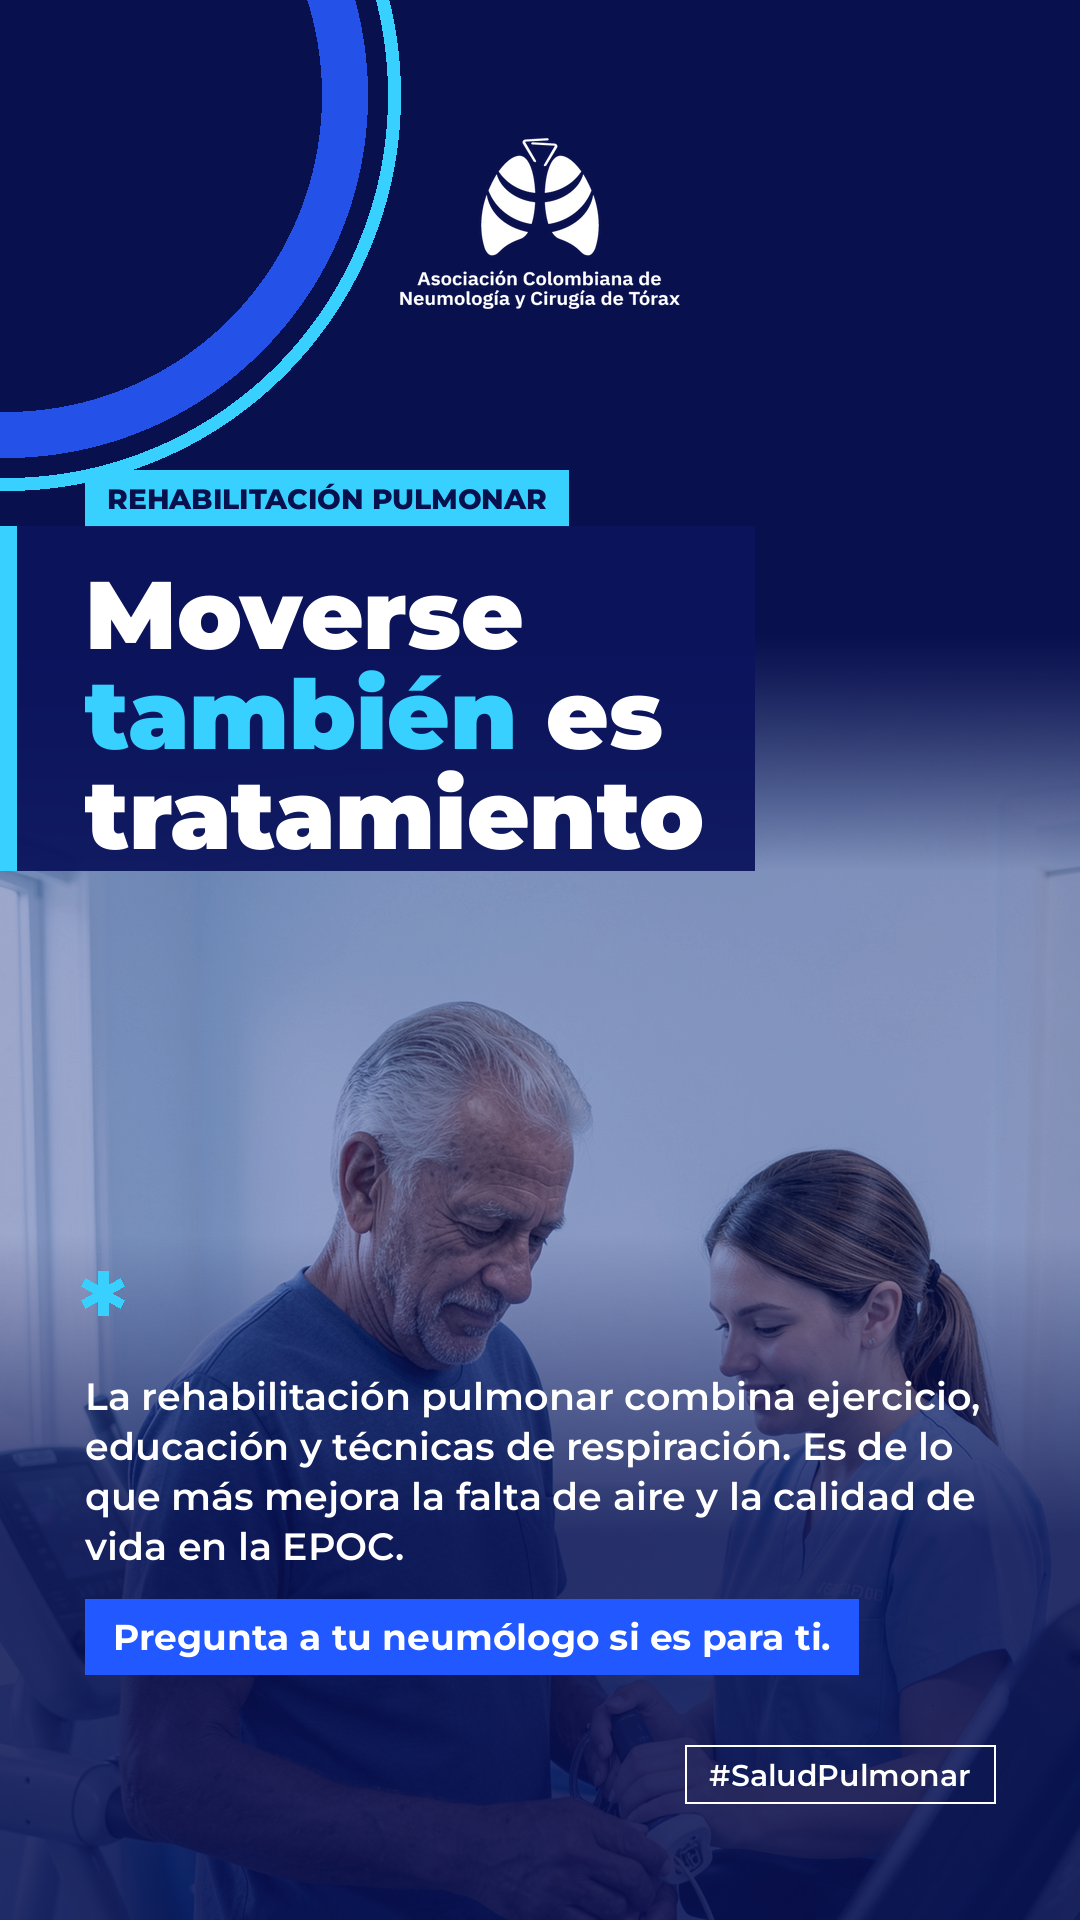 Asociación Colombiana de
Neumología y Cirugía de Tórax
REHABILITACIÓN PULMONAR
Moverse
también es
tratamiento
La rehabilitación pulmonar combina ejercicio,
educación y técnicas de respiración. Es de lo
que más mejora la falta de aire y la calidad de
vida en la EPOC.
Pregunta a tu neumólogo si es para ti.
#SaludPulmonar